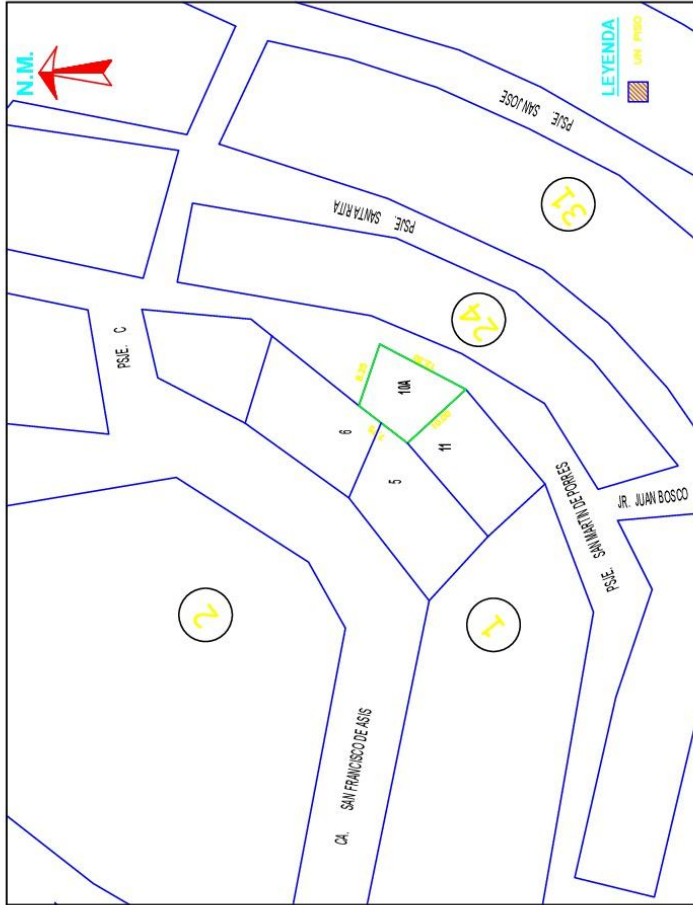 N.M.
LEYENDA
UN PISO
PSJE. SAN JOSE
PSJE. SANTA RITA
31
24
PSJE. C
6
10A
5
11
PSJE. SAN MARTIN DE PORRES
JR. JUAN BOSCO
2
1
CA. SAN FRANCISCO DE ASIS